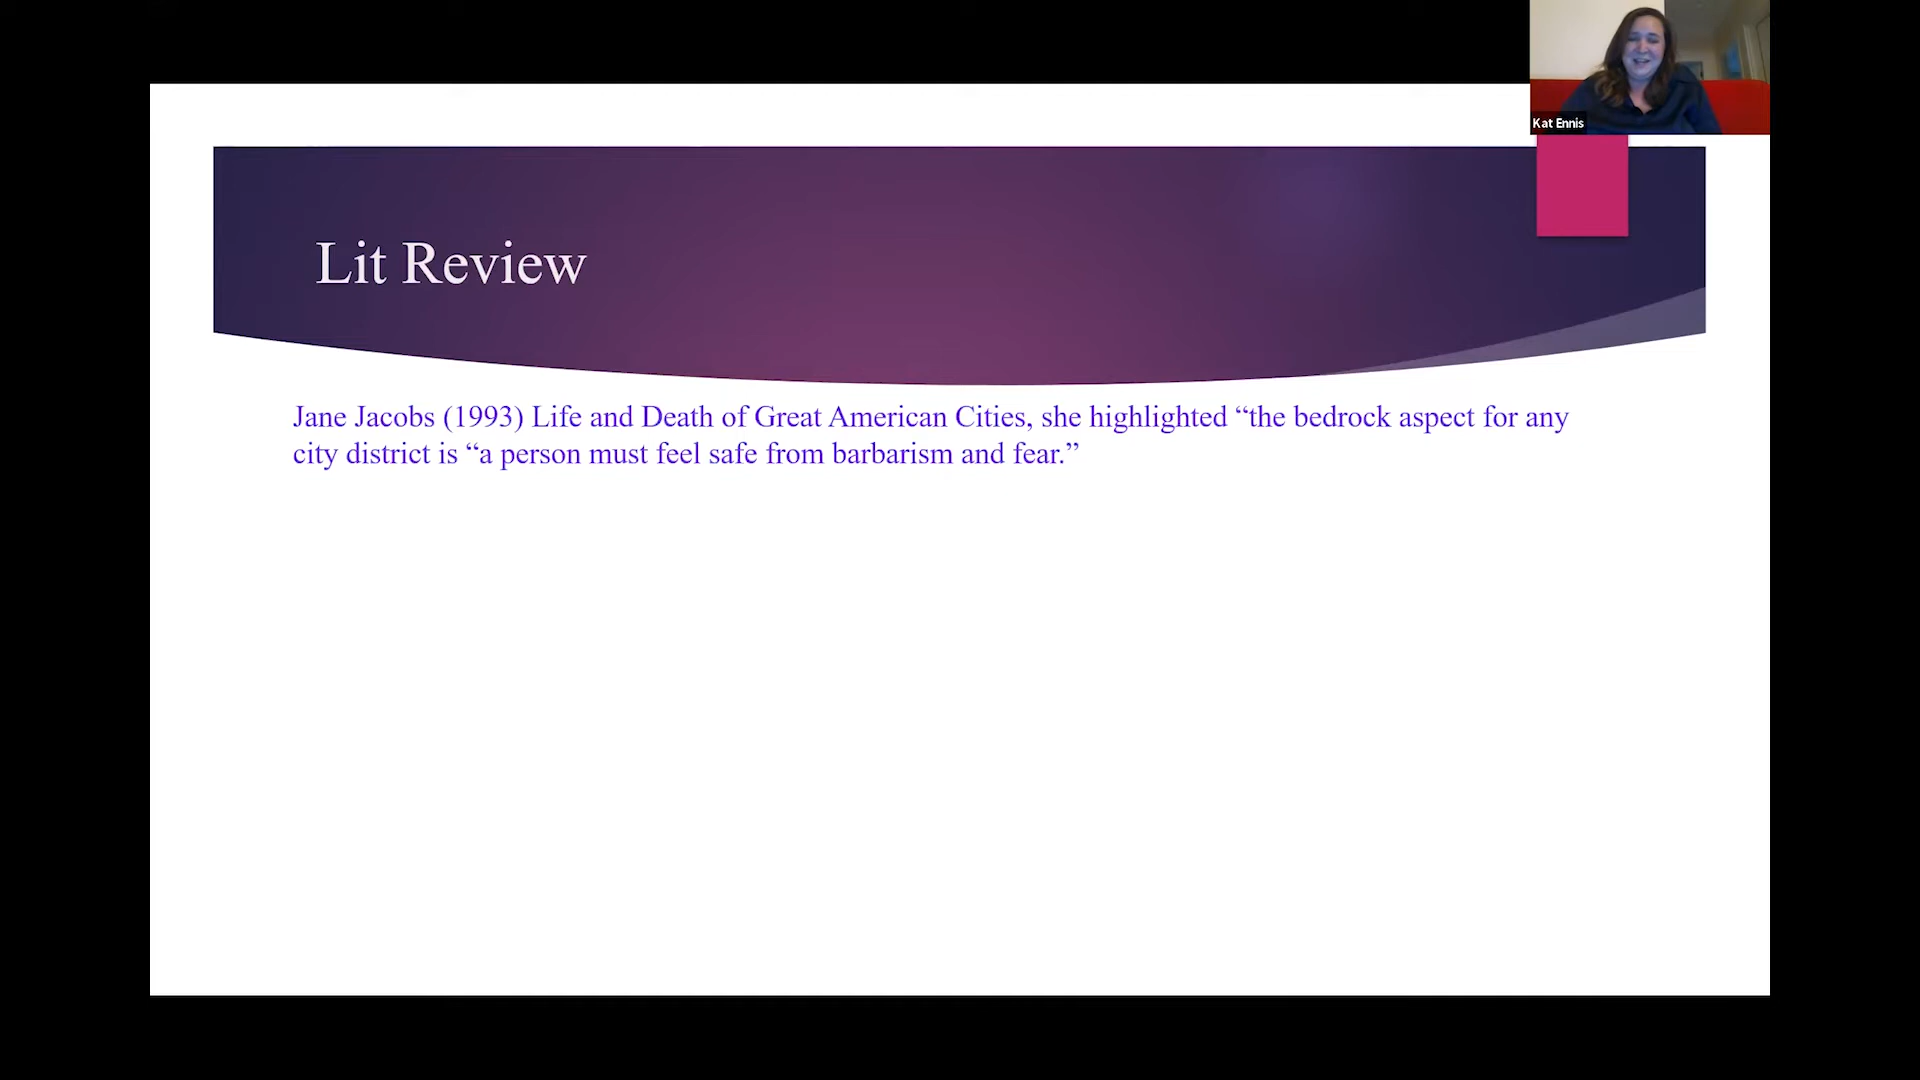 Kat Ennis
Lit Review
Jane Jacobs (1993) Life and Death of Great American Cities, she highlighted “the bedrock aspect for any
city district is “a person must feel safe from barbarism and fear.”